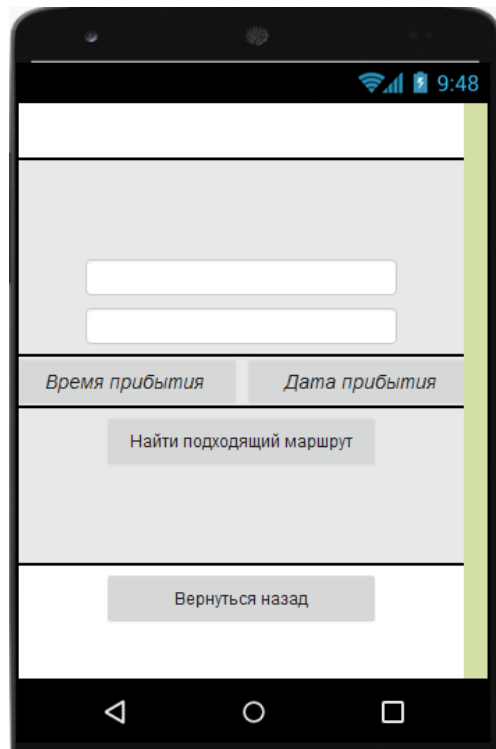 9:48
Время прибытия
Дата прибытия
Найти подходящий маршрут
Вернуться назад